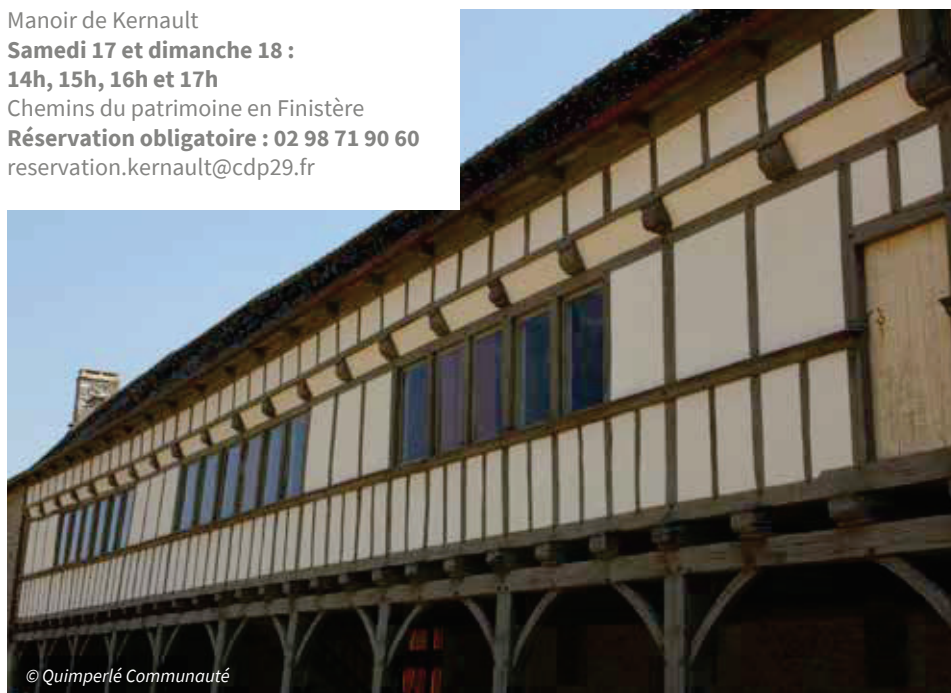 Manoir de Kernault
Samedi 17 et dimanche 18 :
14h, 15h, 16h et 17h
Chemins du patrimoine en Finistère
Réservation obligatoire : 02 98 71 90 60
reservation.kernault@cdp29.fr
© Quimperlé Communauté